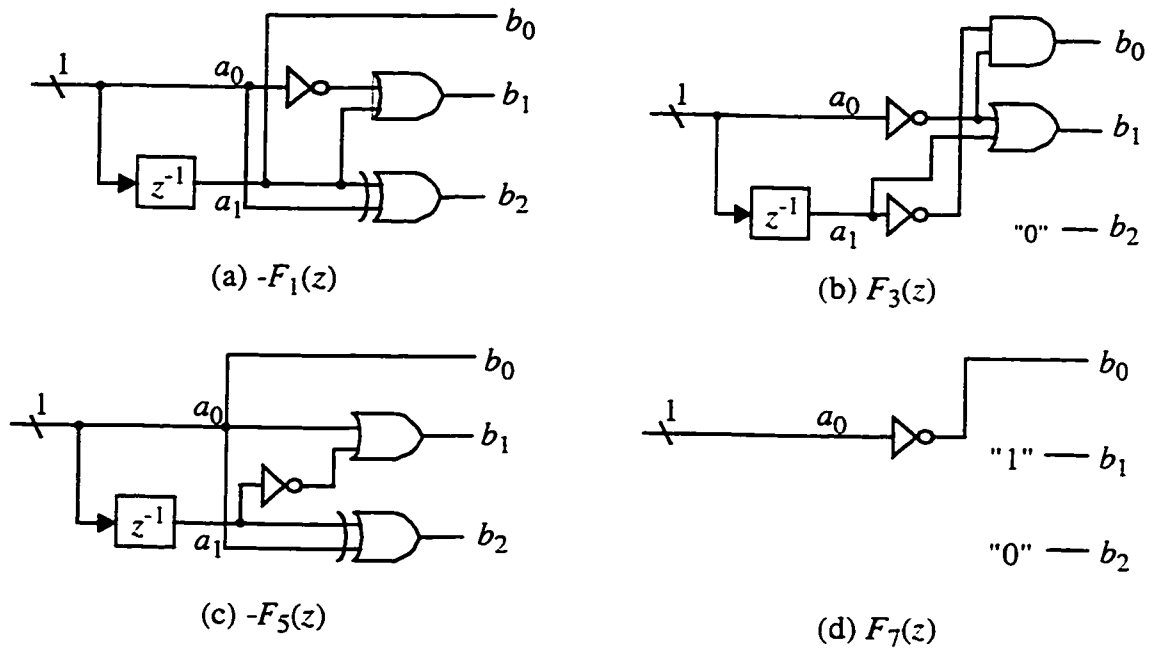 1
a0
b0
b1
z-1
a1
b2
(a) -F1(z)
1
a0
b0
b1
z-1
a1
"0"
b2
(b) F3(z)
1
a0
b0
b1
z-1
a1
b2
(c) -F5(z)
1
a0
b0
"1"
b1
"0"
b2
(d) F7(z)